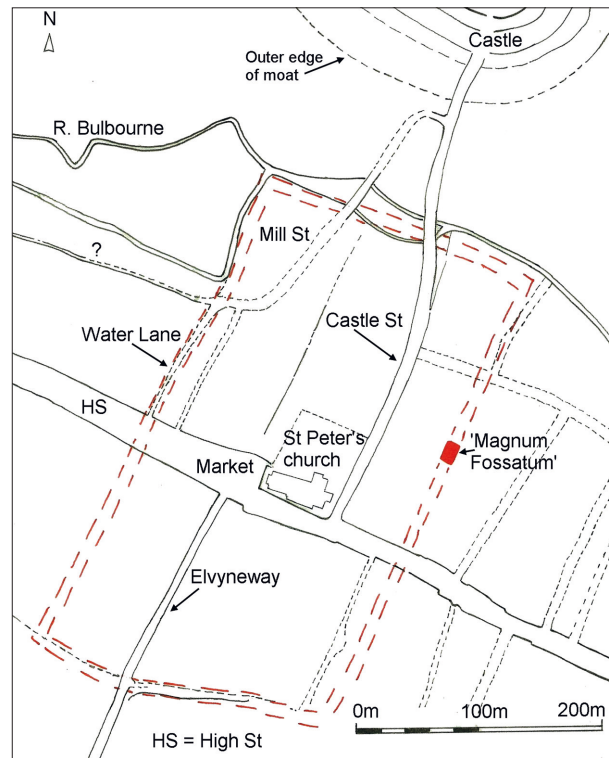 N
Castle
Outer edge
of moat
R. Bulbourne
Mill St
?
Water Lane
Castle St
HS
St Peter's
church
Market
'Magnum
Fossatum'
Elvyneway
0m
100m
200m
HS = High St